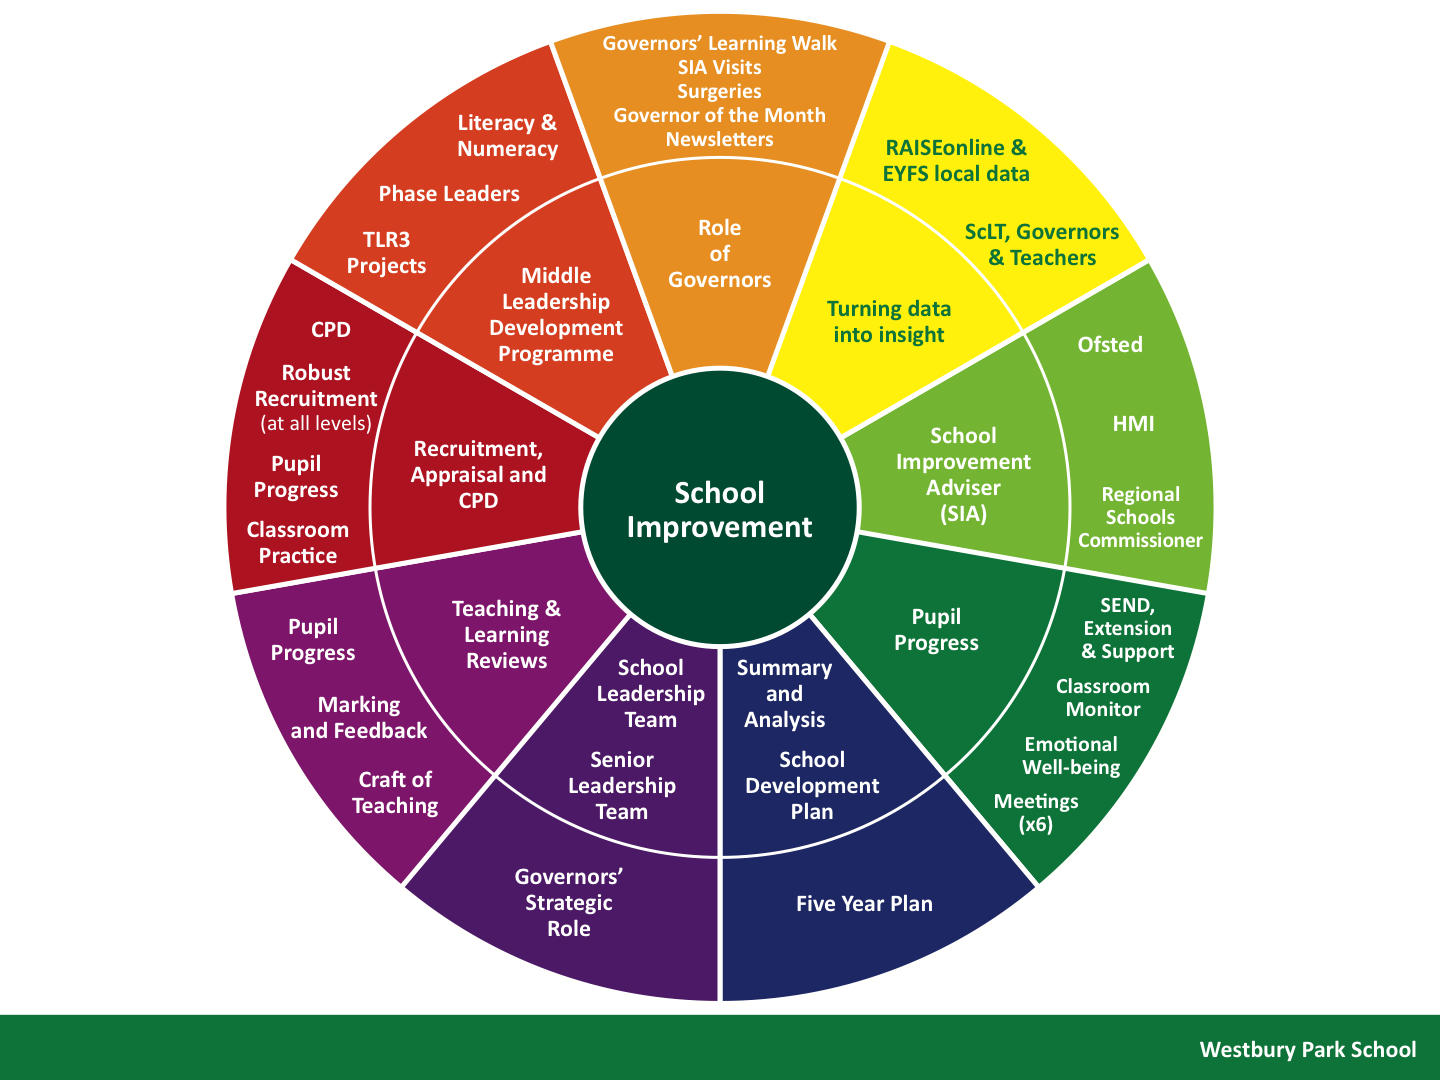 Governors’ Learning Walk
SIA Visits
Surgeries
Governor of the Month
Newsletters
Role
of
Governors
RAISEonline &
EYFS local data
ScLT, Governors
& Teachers
Turning data
into insight
Ofsted
HMI
Regional
Schools
Commissioner
School
Improvement
Adviser
(SIA)
SEND,
Extension
& Support
Classroom
Monitor
Emotional
Well-being
Meetings
(x6)
Pupil
Progress
Summary
and
Analysis
School
Development
Plan
Five Year Plan
School
Leadership
Team
Senior
Leadership
Team
Governors’
Strategic
Role
Teaching &
Learning
Reviews
Pupil
Progress
Marking
and Feedback
Craft of
Teaching
Recruitment,
Appraisal and
CPD
CPD
Robust
Recruitment
(at all levels)
Pupil
Progress
Classroom
Practice
Middle
Leadership
Development
Programme
Literacy &
Numeracy
Phase Leaders
TLR3
Projects
School
Improvement
Westbury Park School